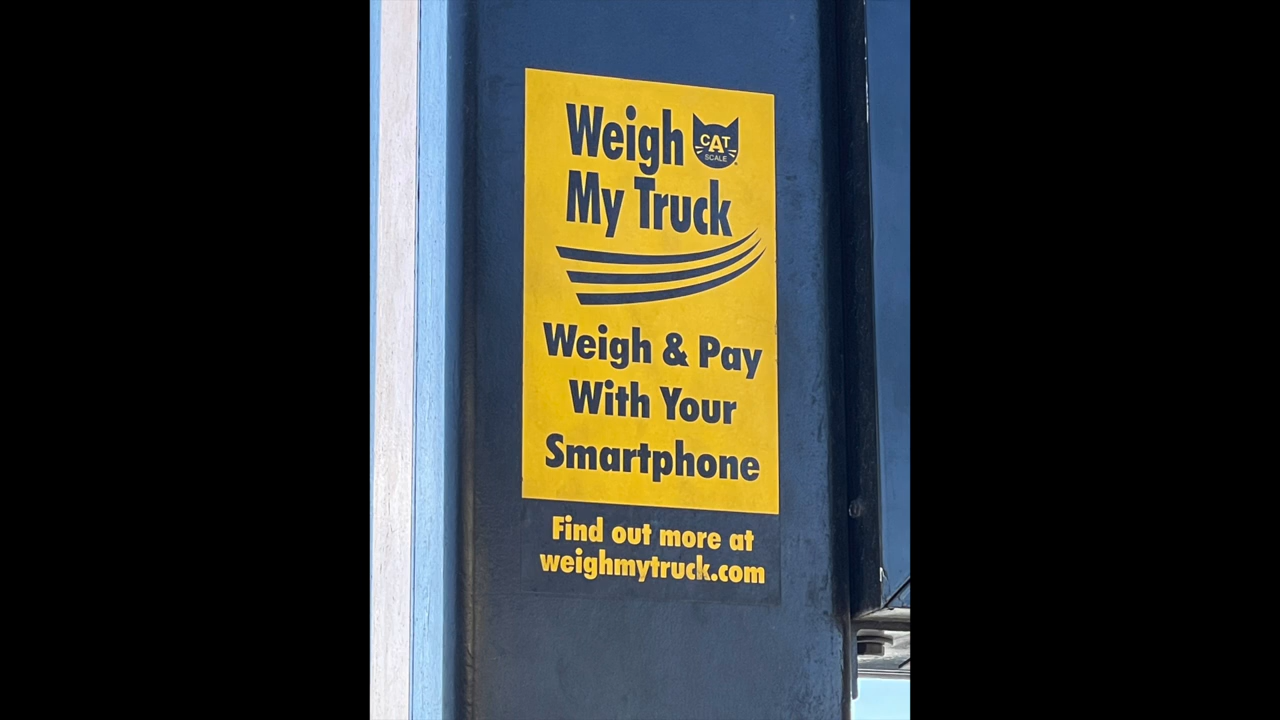 Weigh
CAT
SCALE
My Truck
Weigh & Pay
With Your
Smartphone
Find out more at
weighmytruck.com